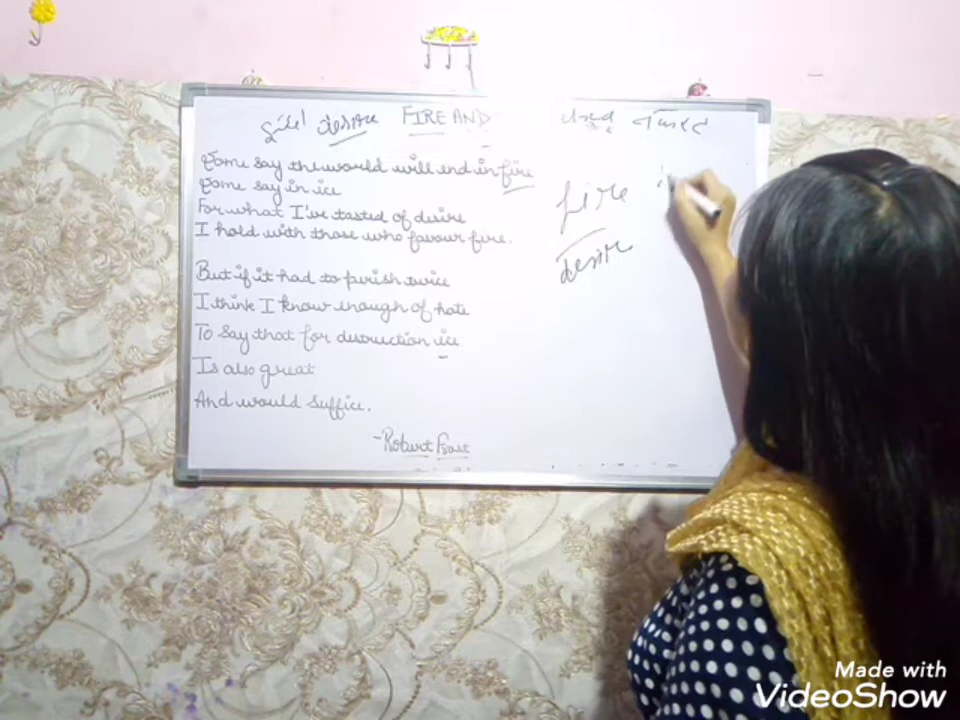 desire FIRE AND
Some say the world will end in fire
Some say in ice
For what I've tasted of desire
I hold with those who favour fire.
But if it had to perish twice
I think I know enough of hate
To say that for destruction ice
Is also great
And would suffice.
-Robert Frost
fire
desire
Made with
VideoShow